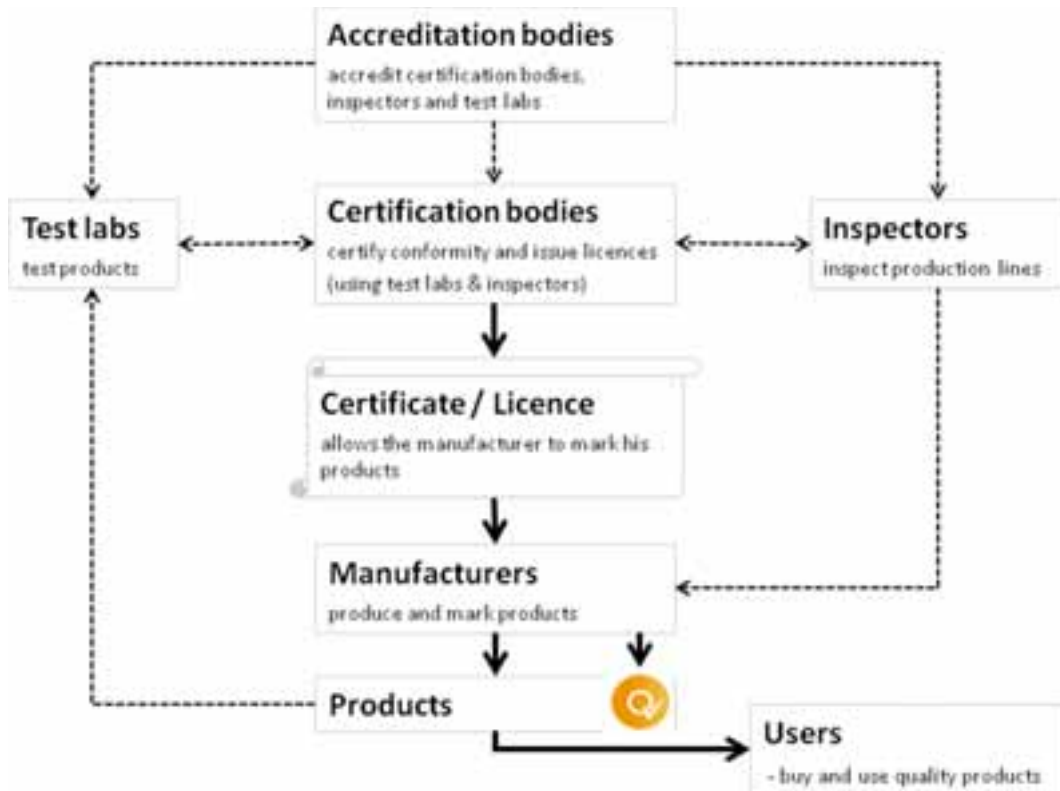 Accreditation bodies
accredit certification bodies,
inspectors and test labs
Test labs
test products
Certification bodies
certify conformity and issue licences
(using test labs & inspectors)
Inspectors
inspect production lines
Certificate / Licence
allows the manufacturer to mark his
products
Manufacturers
produce and mark products
Products
Users
- buy and use quality products